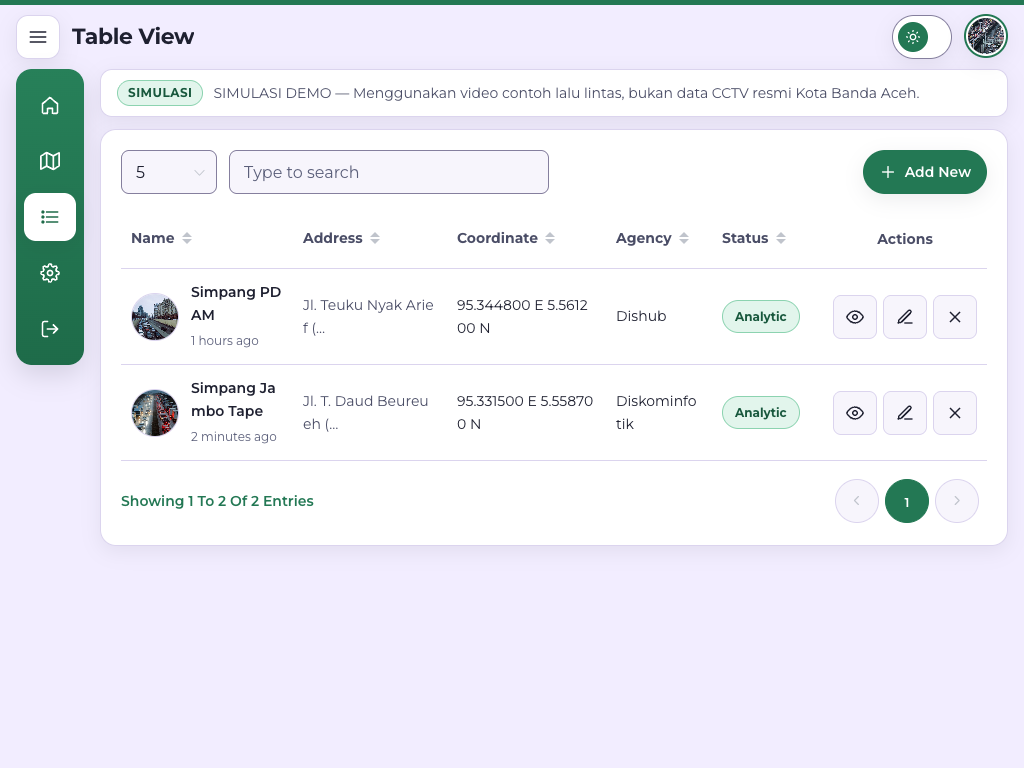 Table View
SIMULASI SIMULASI DEMO — Menggunakan video contoh lalu lintas, bukan data CCTV resmi Kota Banda Aceh.
5 Type to search + Add New
Name Address Coordinate Agency Status Actions
Simpang PD
AM
1 hours ago
Jl. Teuku Nyak Arie
f (...
95.344800 E 5.5612
00 N
Dishub
Analytic
Simpang Ja
mbo Tape
2 minutes ago
Jl. T. Daud Beureu
eh (...
95.331500 E 5.55870
0 N
Diskominfo
tik
Analytic
Showing 1 To 2 Of 2 Entries
1